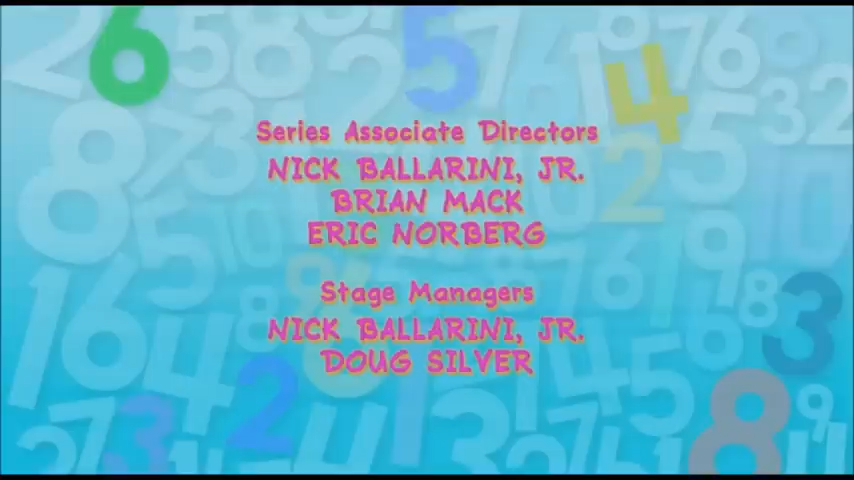 Series Associate Directors
NICK BALLARINI, JR.
BRIAN MACK
ERIC NORBERG
Stage Managers
NICK BALLARINI, JR.
DOUG SILVER